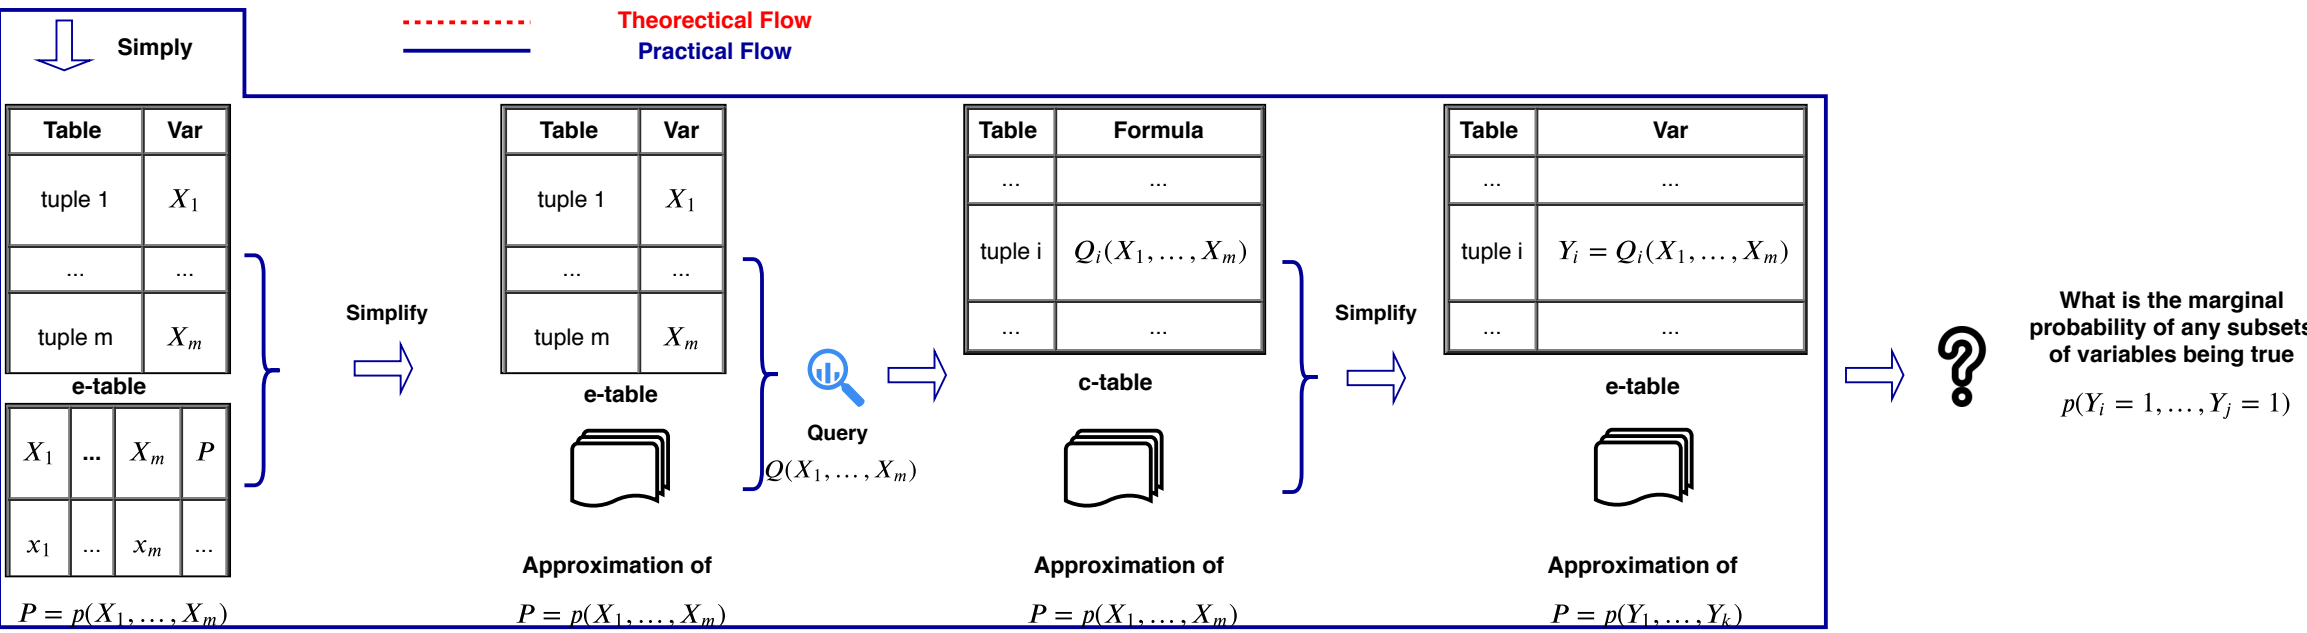 Theorectical Flow
Practical Flow
Simply
Table Var
tuple 1 X₁
... ...
tuple m Xₘ
e-table
X₁ ... Xₘ P
x₁ ... xₘ ...
P = p(X₁, ..., Xₘ)
Simplify
Table Var
tuple 1 X₁
... ...
tuple m Xₘ
e-table
Approximation of
P = p(X₁, ..., Xₘ)
Query
Q(X₁, ..., Xₘ)
Table Formula
... ...
tuple i Qᵢ(X₁, ..., Xₘ)
... ...
c-table
Approximation of
P = p(X₁, ..., Xₘ)
Simplify
Table Var
... ...
tuple i Yᵢ = Qᵢ(X₁, ..., Xₘ)
... ...
e-table
Approximation of
P = p(Y₁, ..., Yₖ)
What is the marginal
probability of any subsets
of variables being true
p(Yᵢ = 1, ..., Yⱼ = 1)